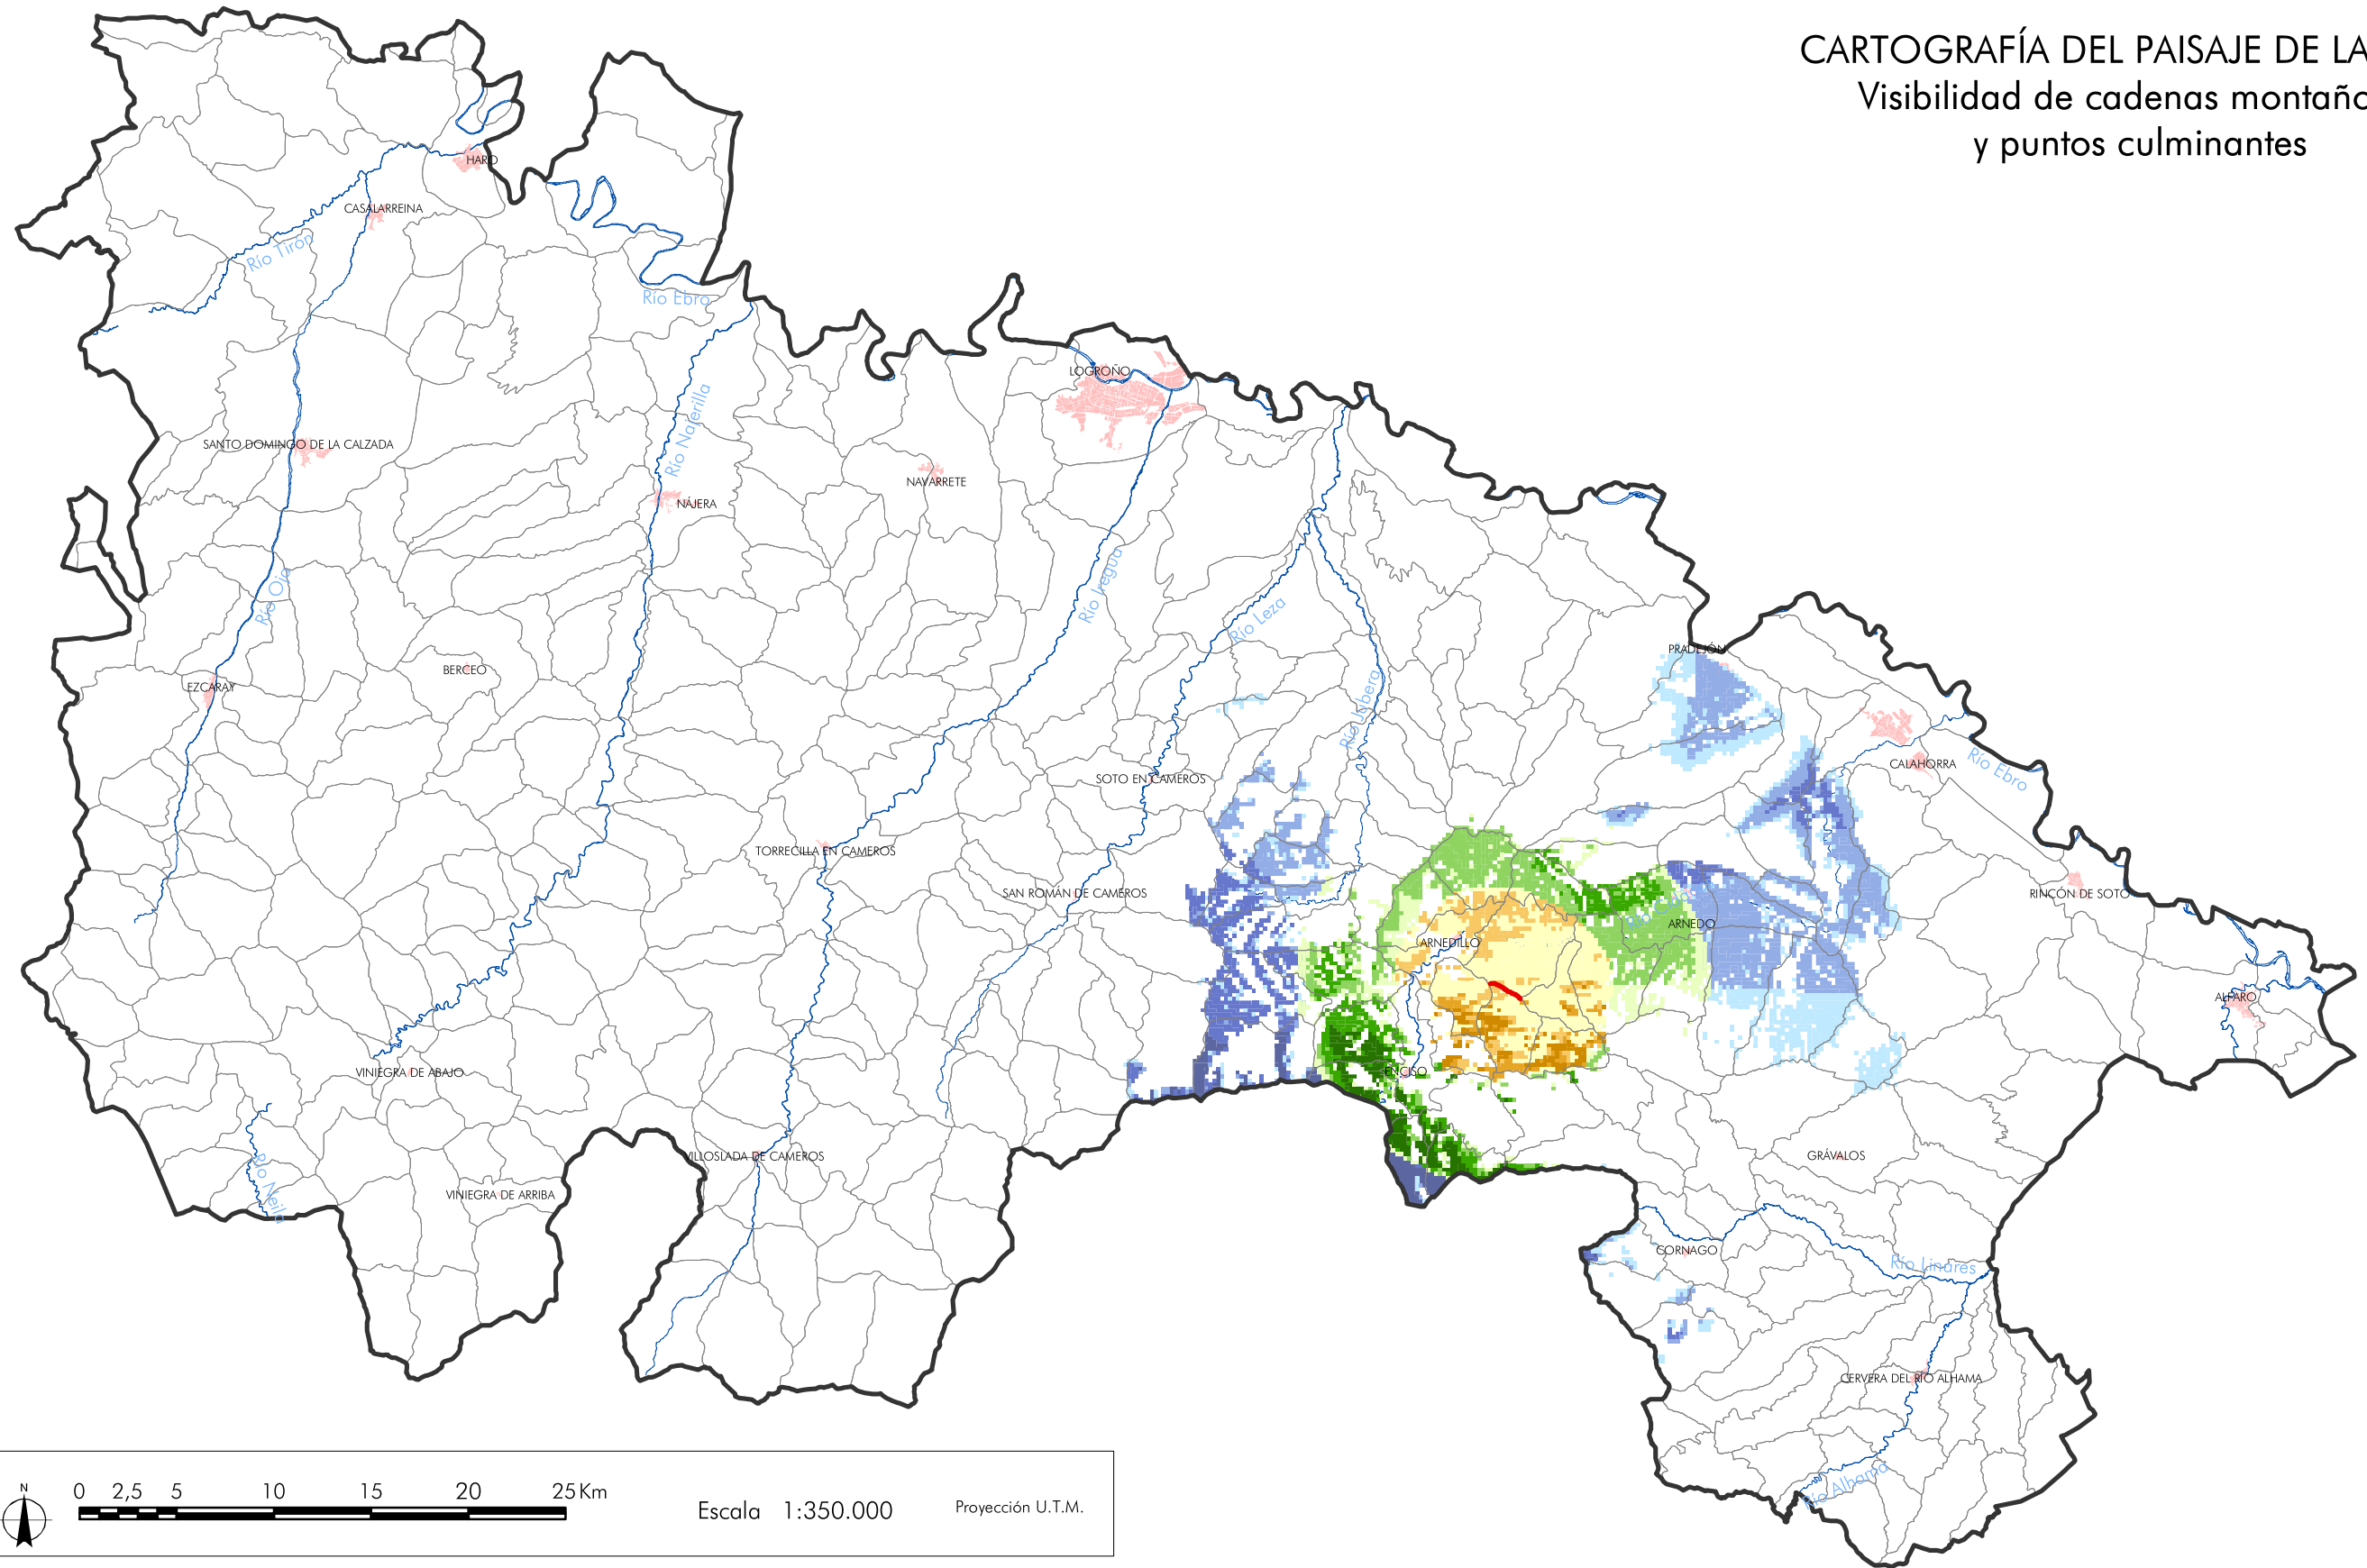 CARTOGRAFÍA DEL PAISAJE DE LA
Visibilidad de cadenas montaño
y puntos culminantes
HARO
CASALARREINA
Río Tirón
Río Ebro
LOGROÑO
Río Najerilla
SANTO DOMINGO DE LA CALZADA
NAVARRETE
NÁJERA
Río Oja
Río Iregua
Río Leza
PRADEJÓN
BERCEO
EZCARAY
Río Jubera
SOTO EN CAMEROS
CALAHORRA
Río Ebro
TORRECILLA EN CAMEROS
SAN ROMÁN DE CAMEROS
RINCÓN DE SOTO
Río
ARNEDO
ARNEDILLO
ALFARO
VINIEGRA DE ABAJO
ENCISO
VILLOSLADA DE CAMEROS
GRÁVALOS
Río Neila
VINIEGRA DE ARRIBA
CORNAGO
Río Linares
CERVERA DEL RÍO ALHAMA
Río Alhama
N
0 2,5 5 10 15 20 25 Km
Escala 1:350.000
Proyección U.T.M.